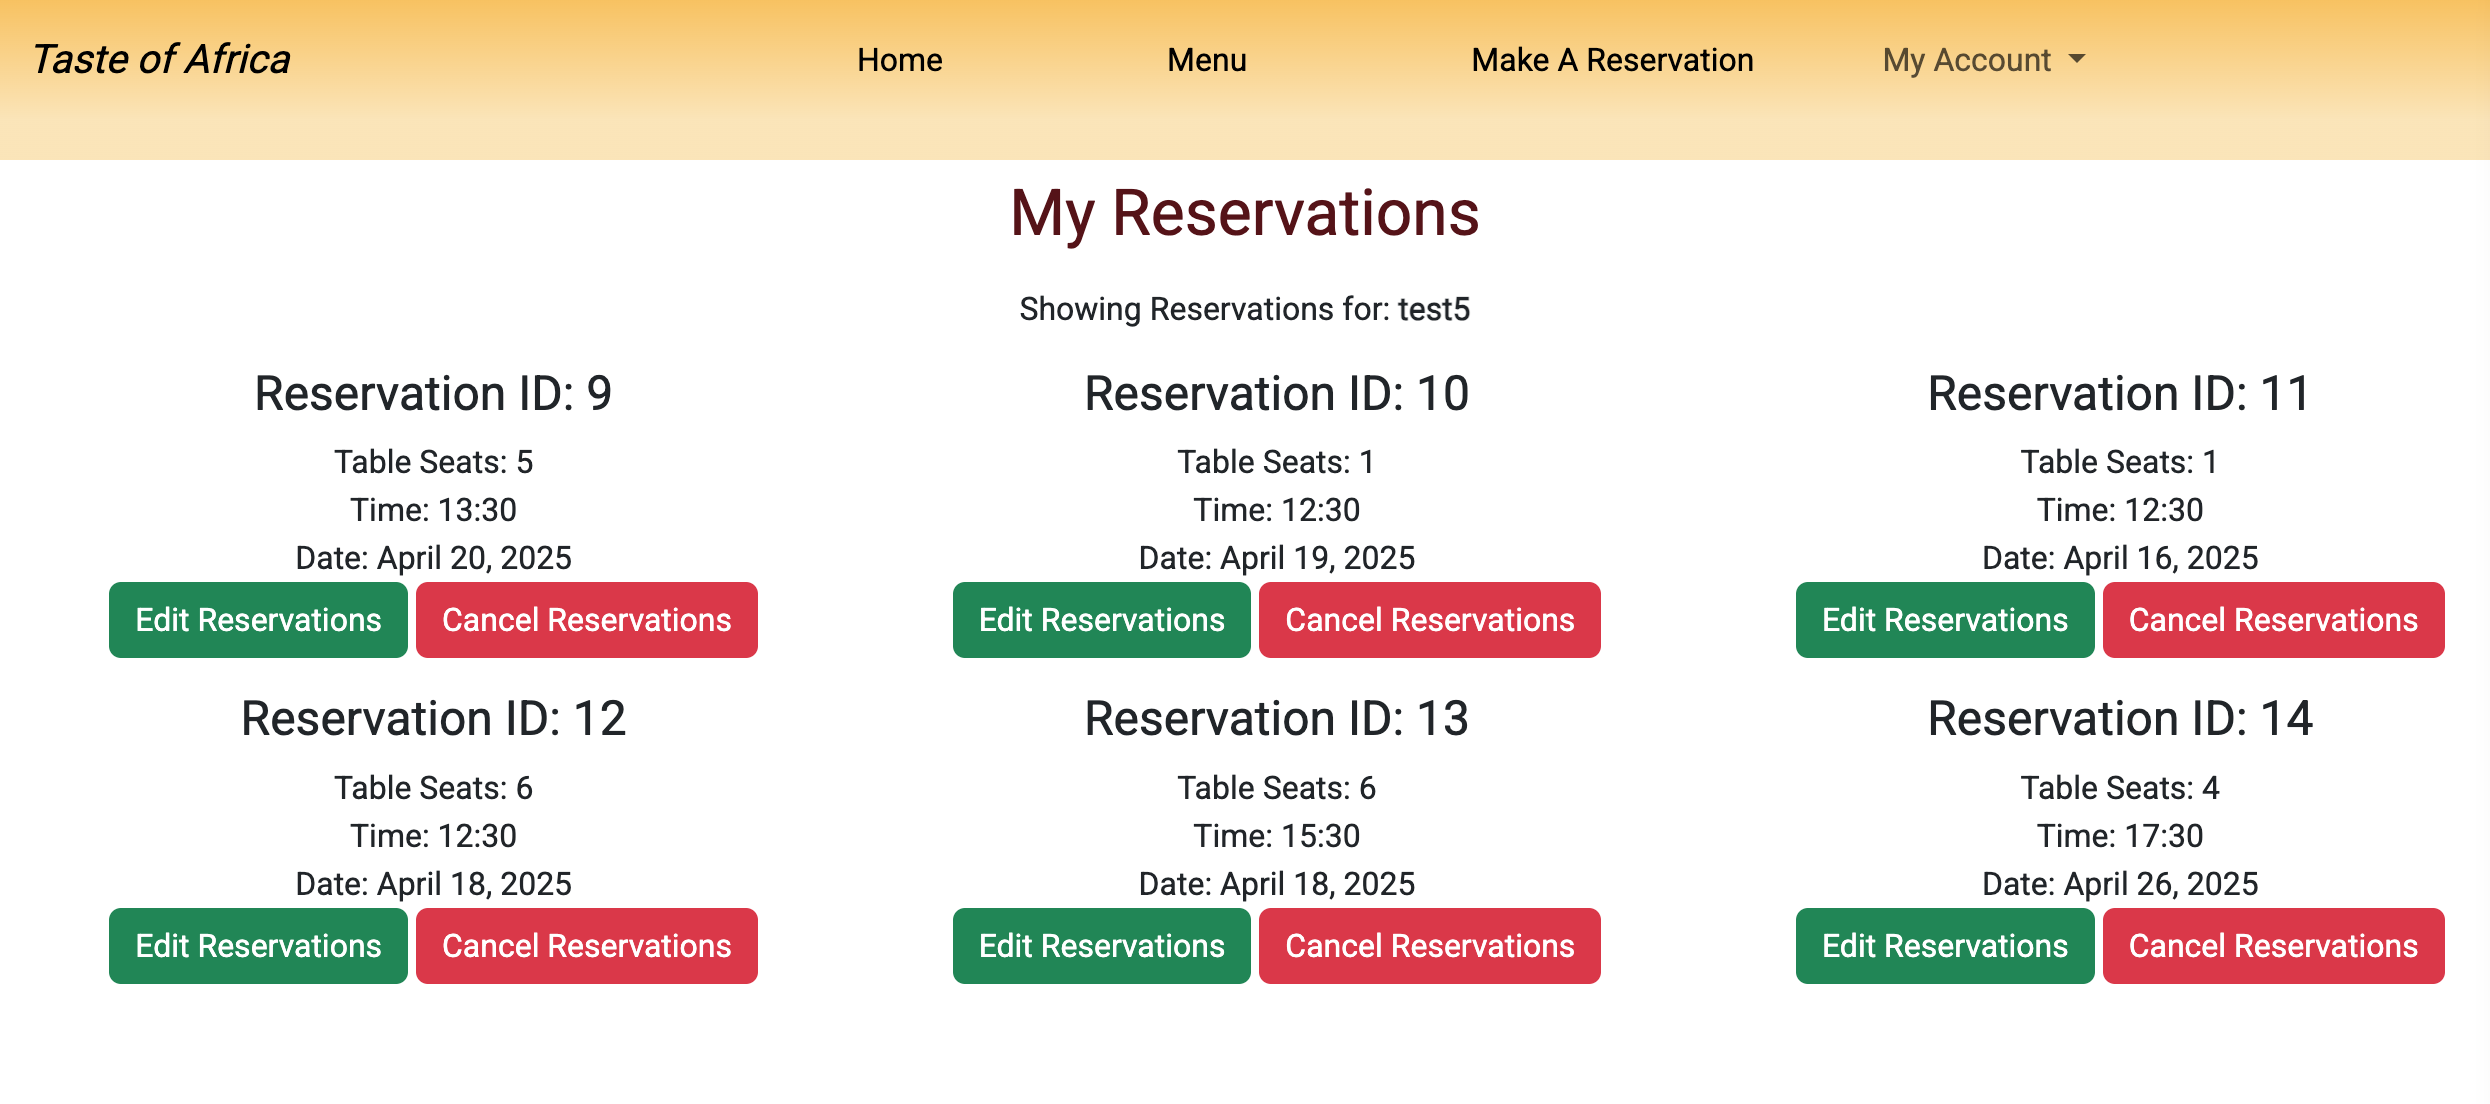 Taste of Africa
Home
Menu
Make A Reservation
My Account
My Reservations
Showing Reservations for: test5
Reservation ID: 9
Table Seats: 5
Time: 13:30
Date: April 20, 2025
Edit Reservations
Cancel Reservations
Reservation ID: 10
Table Seats: 1
Time: 12:30
Date: April 19, 2025
Edit Reservations
Cancel Reservations
Reservation ID: 11
Table Seats: 1
Time: 12:30
Date: April 16, 2025
Edit Reservations
Cancel Reservations
Reservation ID: 12
Table Seats: 6
Time: 12:30
Date: April 18, 2025
Edit Reservations
Cancel Reservations
Reservation ID: 13
Table Seats: 6
Time: 15:30
Date: April 18, 2025
Edit Reservations
Cancel Reservations
Reservation ID: 14
Table Seats: 4
Time: 17:30
Date: April 26, 2025
Edit Reservations
Cancel Reservations